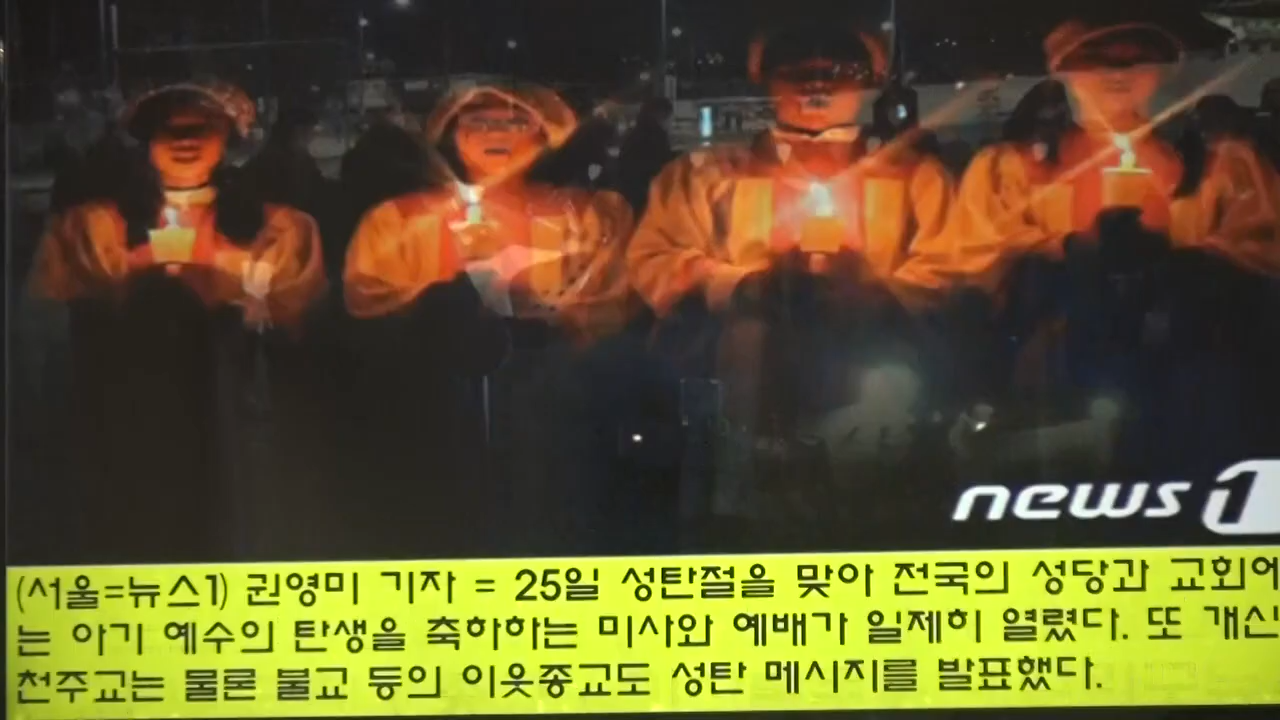 news1
(서울=뉴스1) 권영미 기자 = 25일 성탄절을 맞아 전국의 성당과 교회에
는 아기 예수의 탄생을 축하하는 미사와 예배가 일제히 열렸다. 또 개신
천주교는 물론 불교 등의 이웃종교도 성탄 메시지를 발표했다.